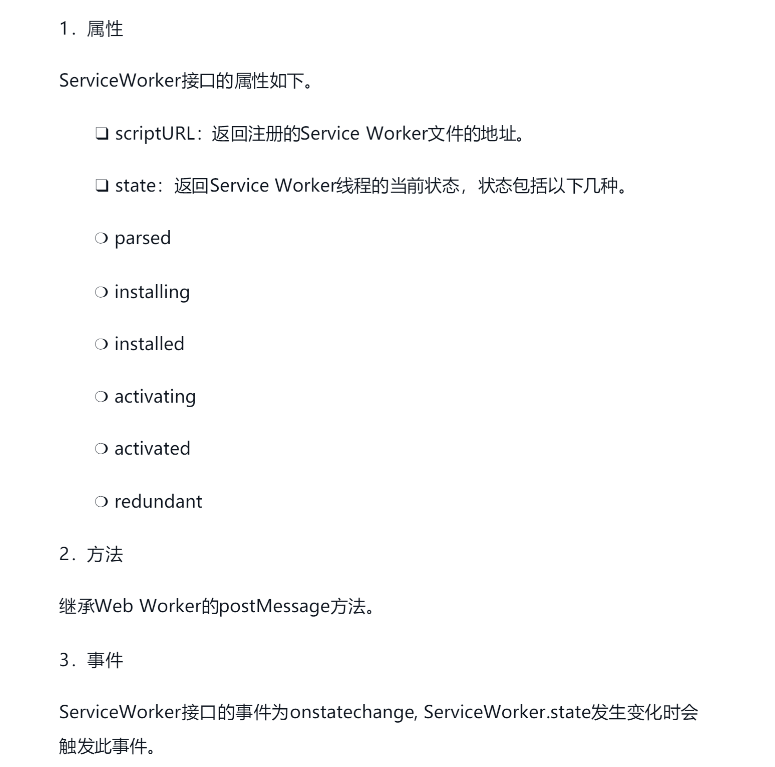 1．属性
ServiceWorker接口的属性如下。
❏ scriptURL：返回注册的Service Worker文件的地址。
❏ state：返回Service Worker线程的当前状态，状态包括以下几种。
❍ parsed
❍ installing
❍ installed
❍ activating
❍ activated
❍ redundant
2．方法
继承Web Worker的postMessage方法。
3．事件
ServiceWorker接口的事件为onstatechange, ServiceWorker.state发生变化时会
触发此事件。